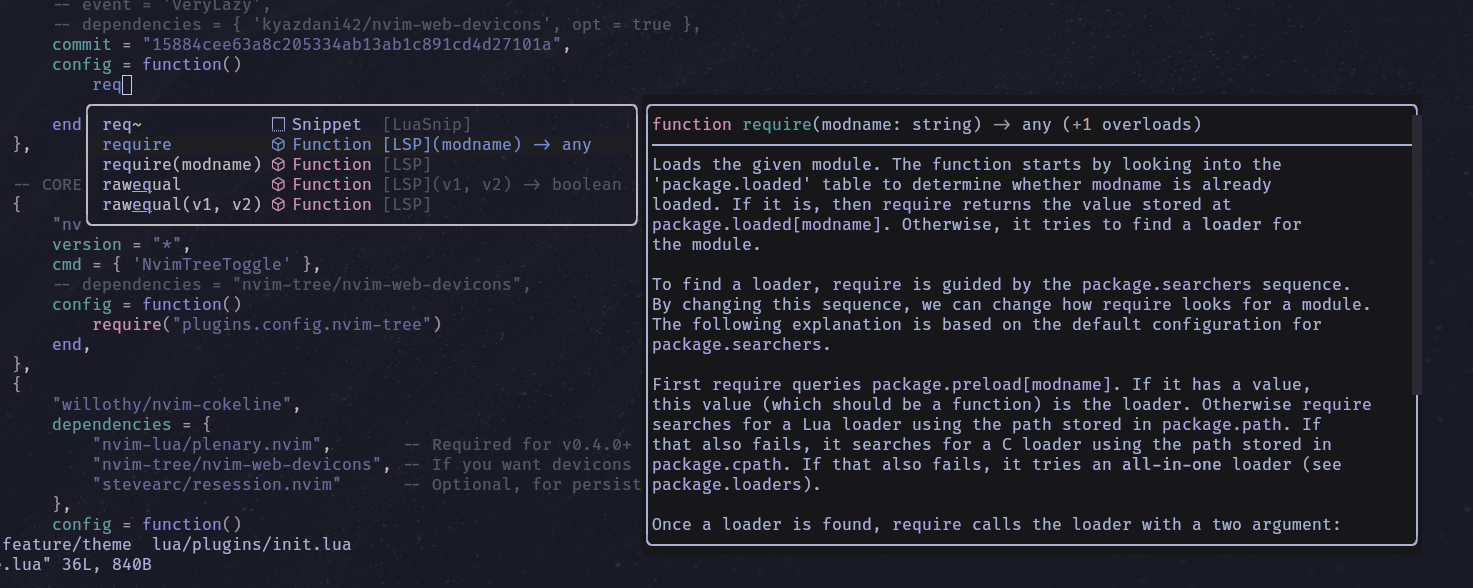 -- event = 'VeryLazy',
-- dependencies = { 'kyazdani42/nvim-web-devicons', opt = true },
commit = "15884cee63a8c205334ab13ab1c891cd4d27101a",
config = function()
req
end
},
-- CORE
{
"nv
version = "*",
cmd = { 'NvimTreeToggle' },
-- dependencies = "nvim-tree/nvim-web-devicons",
config = function()
require("plugins.config.nvim-tree")
end,
},
{
"willothy/nvim-cokeline",
dependencies = {
"nvim-lua/plenary.nvim", -- Required for v0.4.0+
"nvim-tree/nvim-web-devicons", -- If you want devicons
"stevearc/resession.nvim" -- Optional, for persist
},
config = function()
feature/theme lua/plugins/init.lua
.lua" 36L, 840B
req~ Snippet [LuaSnip]
require Function [LSP](modname) → any
require(modname) Function [LSP]
rawequal Function [LSP](v1, v2) → boolean
rawequal(v1, v2) Function [LSP]
function require(modname: string) → any (+1 overloads)
Loads the given module. The function starts by looking into the
'package.loaded' table to determine whether modname is already
loaded. If it is, then require returns the value stored at
package.loaded[modname]. Otherwise, it tries to find a loader for
the module.
To find a loader, require is guided by the package.searchers sequence.
By changing this sequence, we can change how require looks for a module.
The following explanation is based on the default configuration for
package.searchers.
First require queries package.preload[modname]. If it has a value,
this value (which should be a function) is the loader. Otherwise require
searches for a Lua loader using the path stored in package.path. If
that also fails, it searches for a C loader using the path stored in
package.cpath. If that also fails, it tries an all-in-one loader (see
package.loaders).
Once a loader is found, require calls the loader with a two argument: